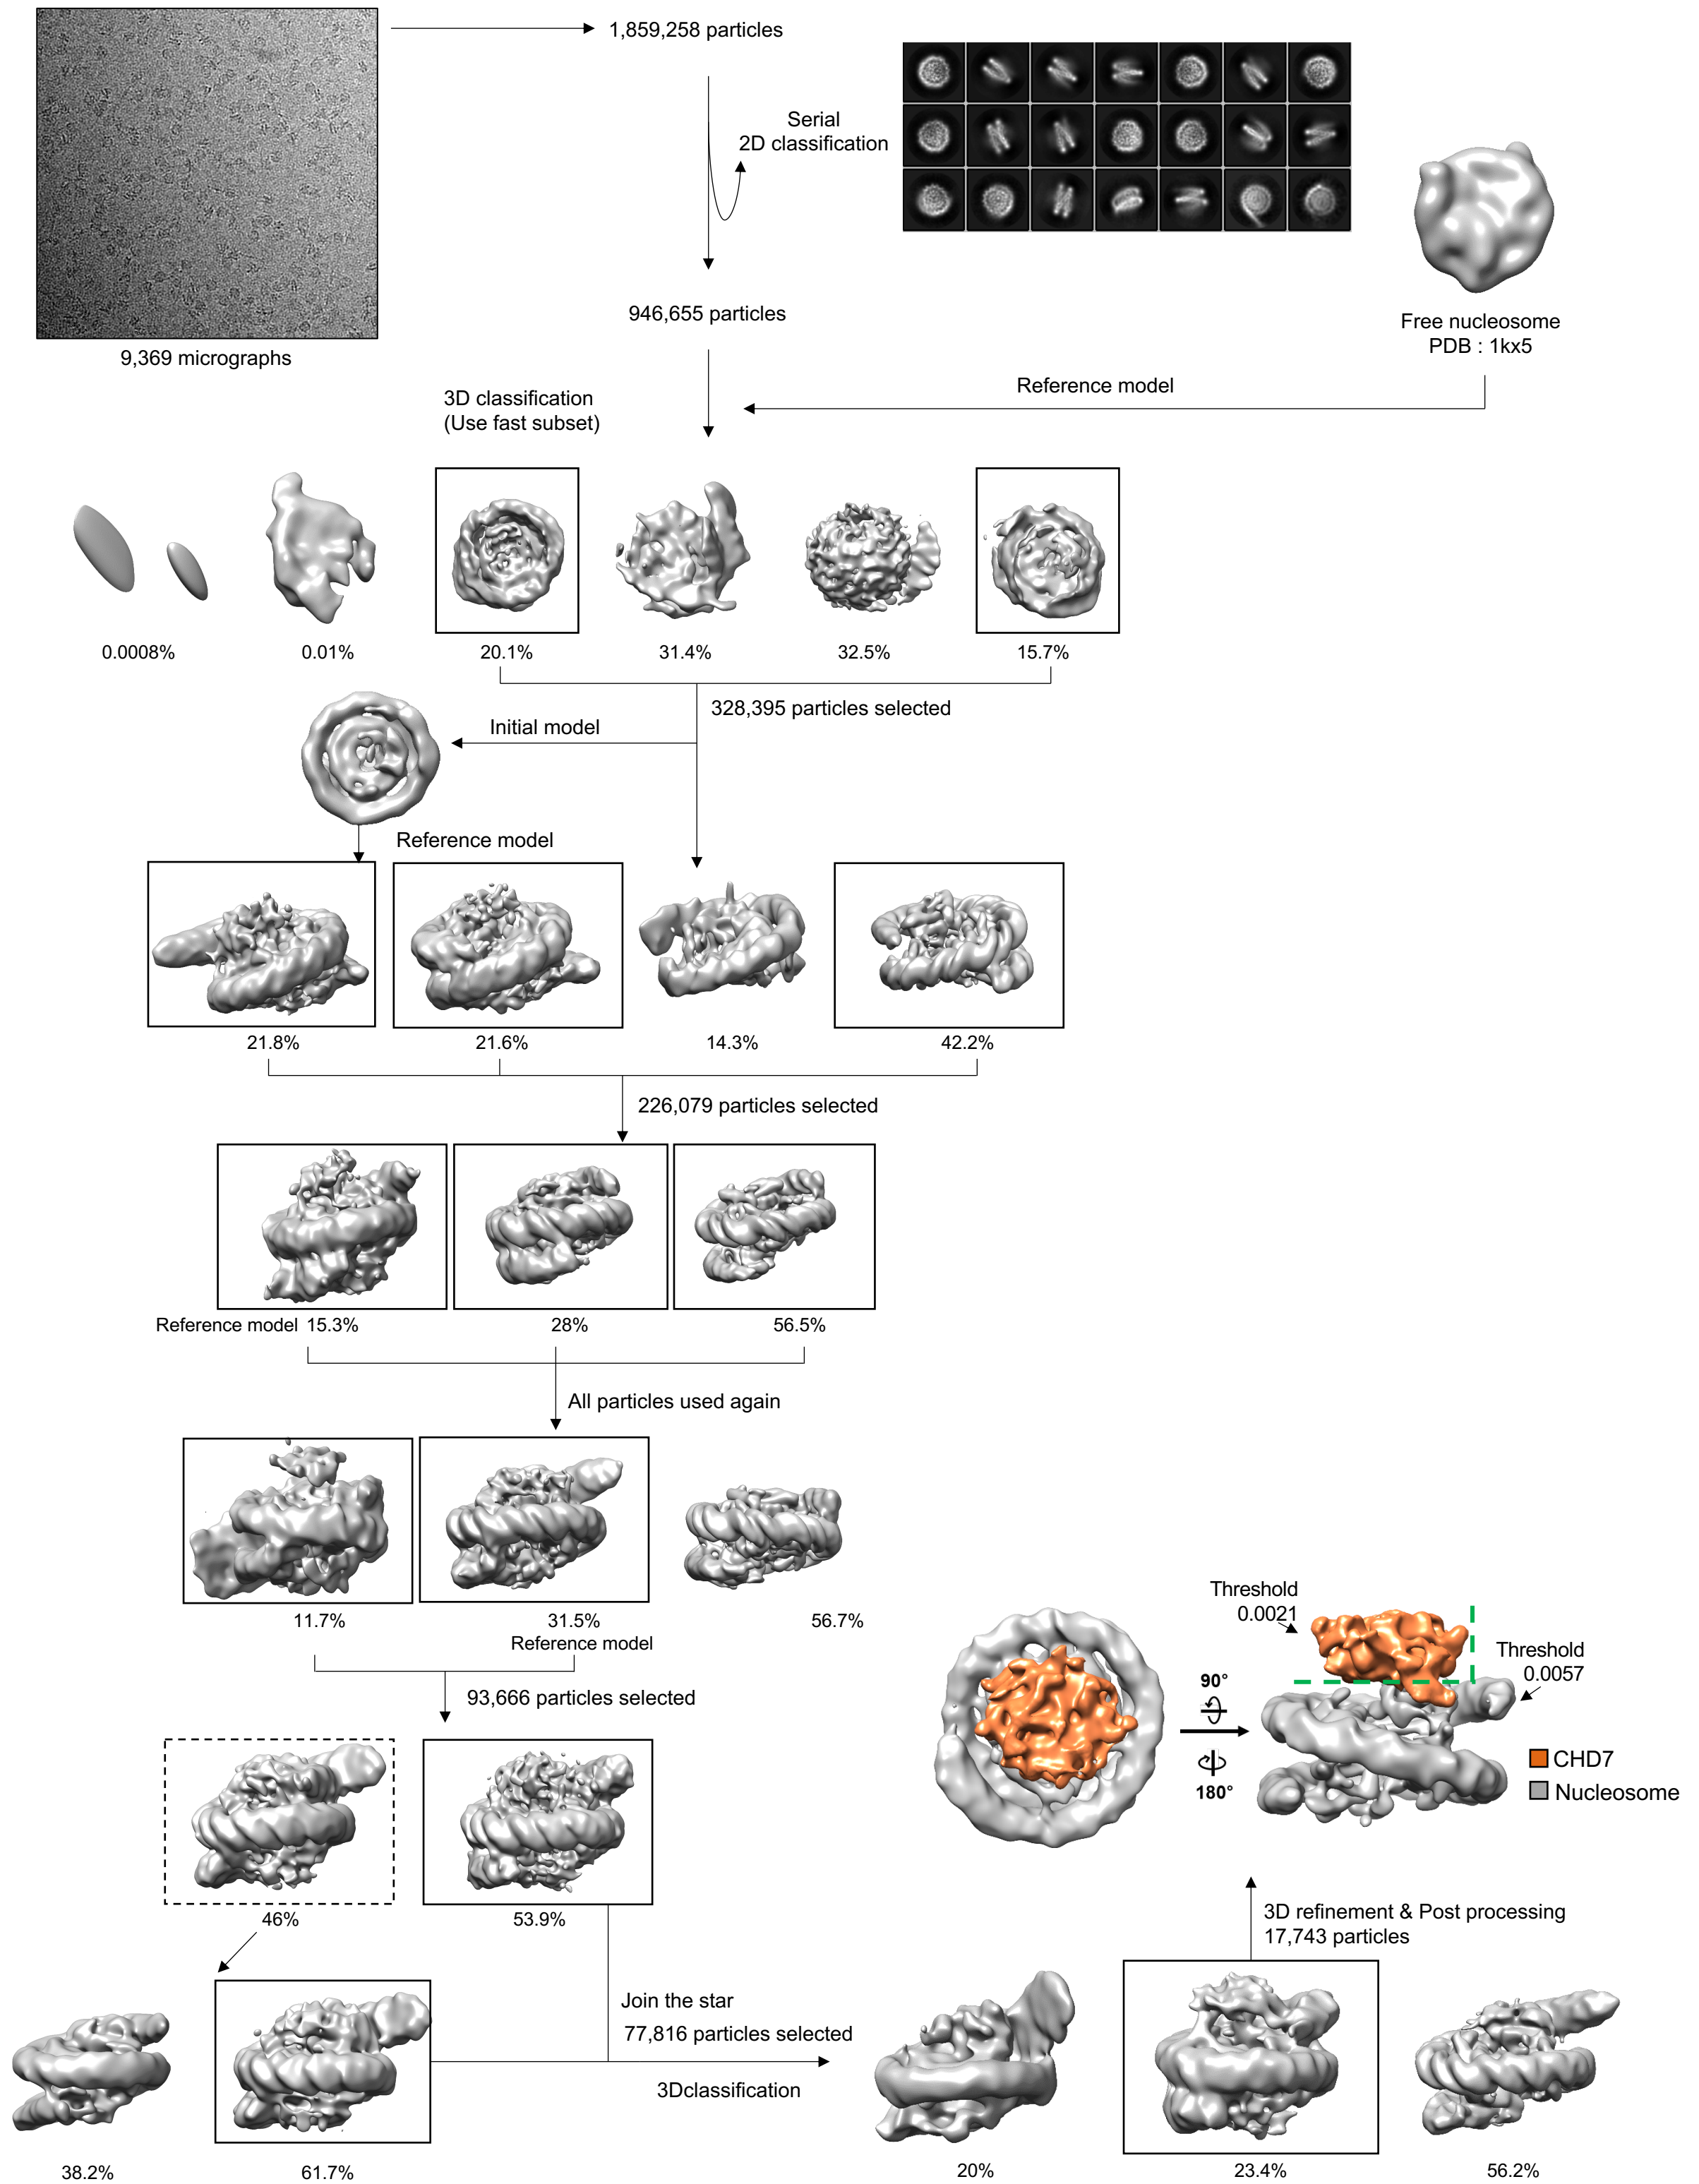 1,859,258 particles
Serial
2D classification
946,655 particles
Free nucleosome
PDB : 1kx5
9,369 micrographs
Reference model
3D classification
(Use fast subset)
0.0008%
0.01%
20.1%
31.4%
32.5%
15.7%
328,395 particles selected
Initial model
Reference model
21.8%
21.6%
14.3%
42.2%
226,079 particles selected
Reference model 15.3%
28%
56.5%
All particles used again
11.7%
31.5%
56.7%
Reference model
93,666 particles selected
Threshold
0.0021
Threshold
0.0057
90°
180°
CHD7
Nucleosome
46%
53.9%
3D refinement & Post processing
17,743 particles
Join the star
77,816 particles selected
3Dclassification
38.2%
61.7%
20%
23.4%
56.2%